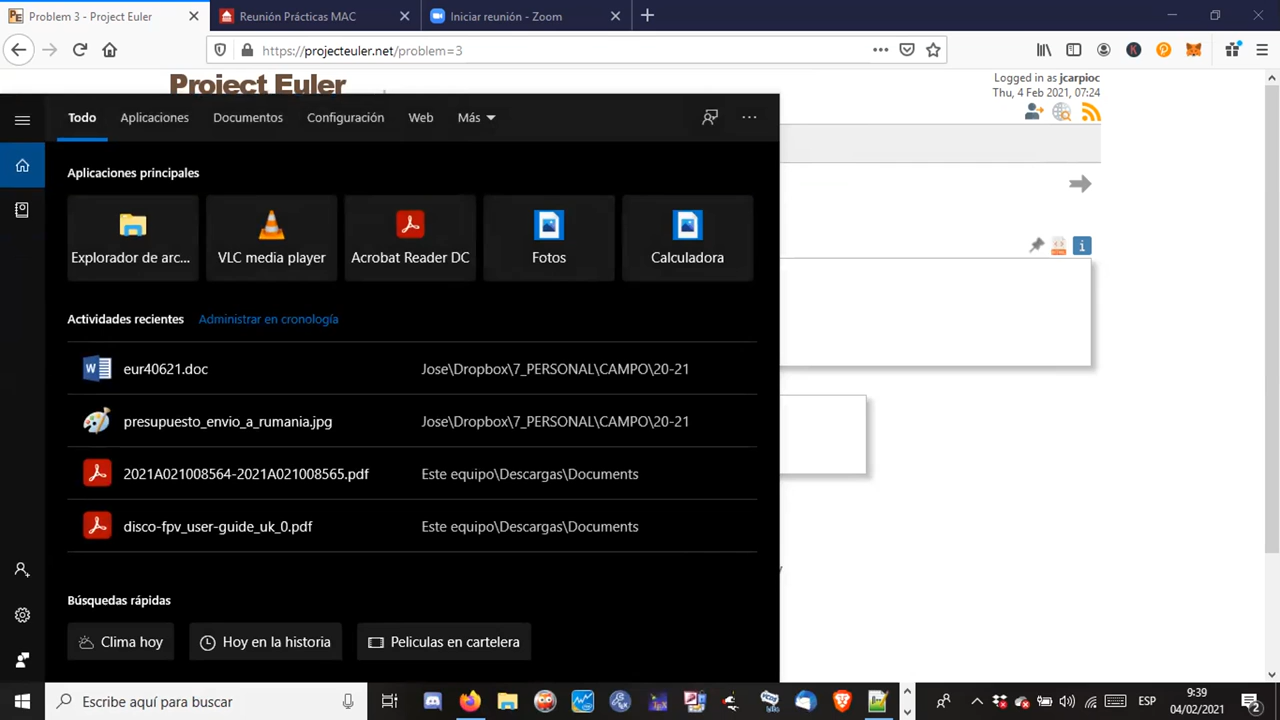 Problem 3 - Project Euler
Reunión Prácticas MAC
Iniciar reunión - Zoom
https://projecteuler.net/problem=3
Project Euler
Logged in as jcarpioc
Thu, 4 Feb 2021, 07:24
Todo
Aplicaciones
Documentos
Configuración
Web
Más
Aplicaciones principales
Explorador de arc...
VLC media player
Acrobat Reader DC
Fotos
Calculadora
Actividades recientes
Administrar en cronología
eur40621.doc
Jose\Dropbox\7_PERSONAL\CAMPO\20-21
presupuesto_envio_a_rumania.jpg
Jose\Dropbox\7_PERSONAL\CAMPO\20-21
2021A021008564-2021A021008565.pdf
Este equipo\Descargas\Documents
disco-fpv_user-guide_uk_0.pdf
Este equipo\Descargas\Documents
Búsquedas rápidas
Clima hoy
Hoy en la historia
Peliculas en cartelera
Escribe aquí para buscar
ESP
9:39
04/02/2021
2